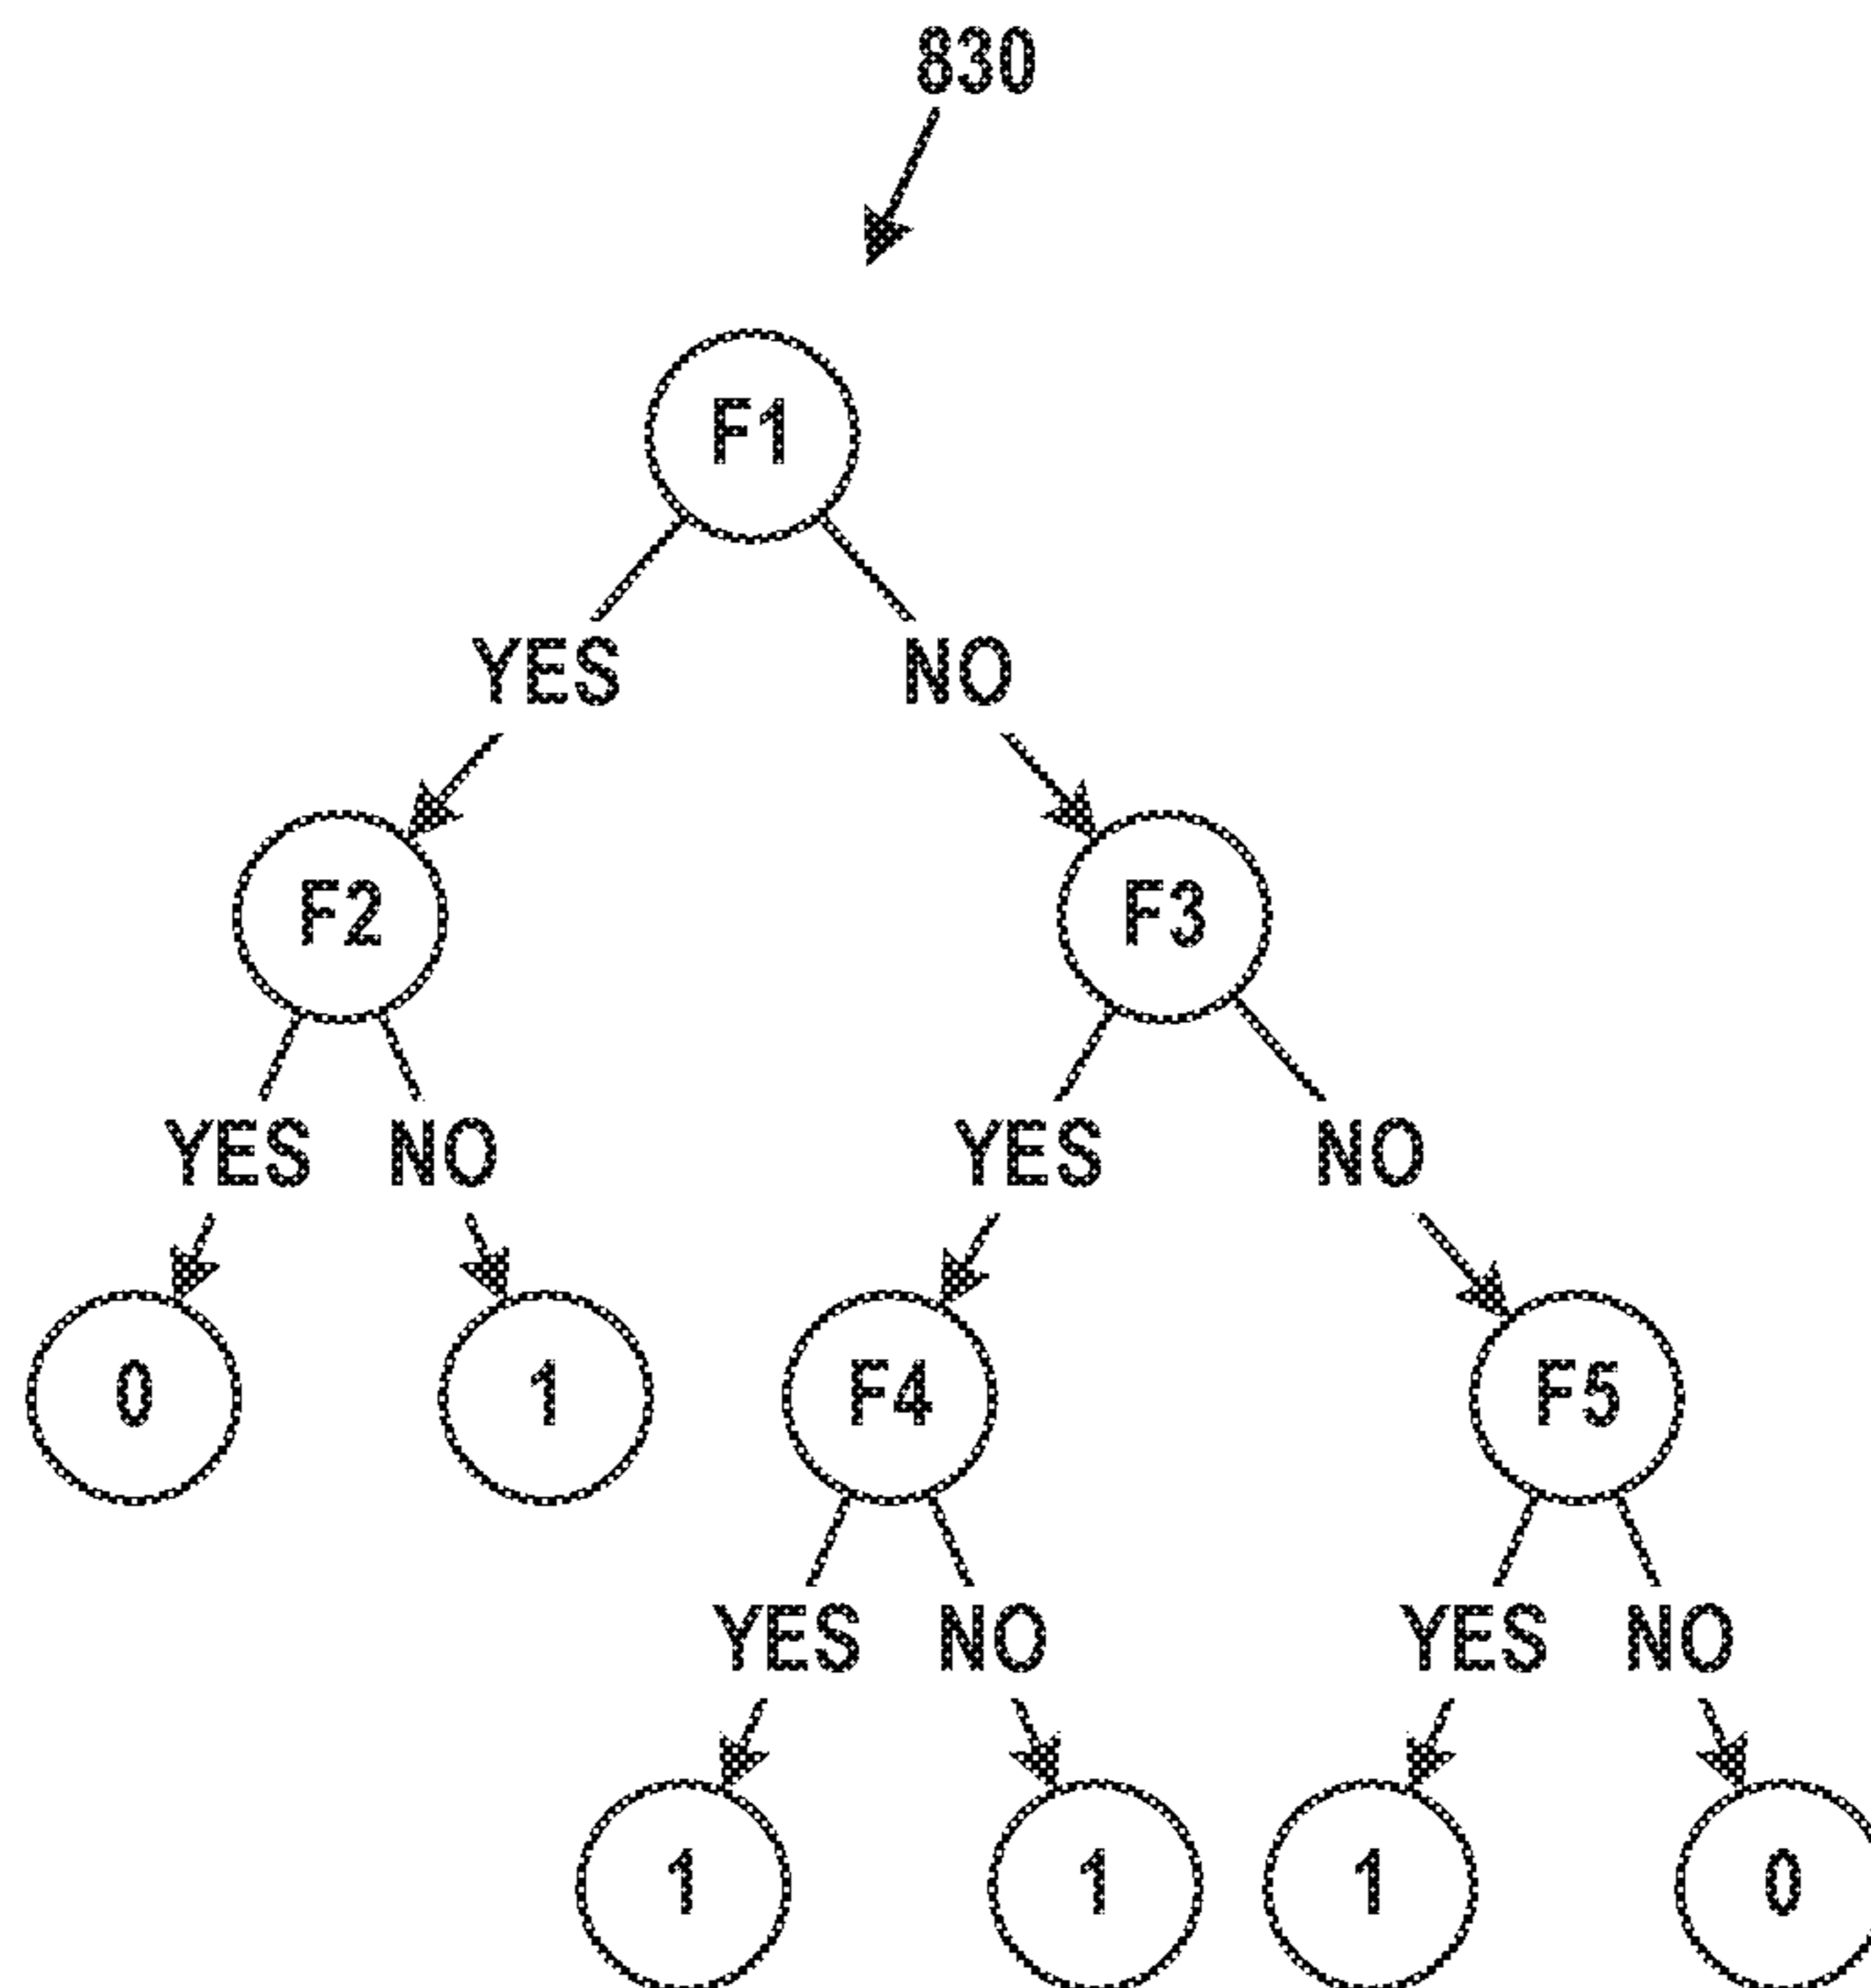 830
F1
YES NO
F2 F3
YES NO YES NO
0 1 F4 F5
YES NO YES NO
1 1 1 0